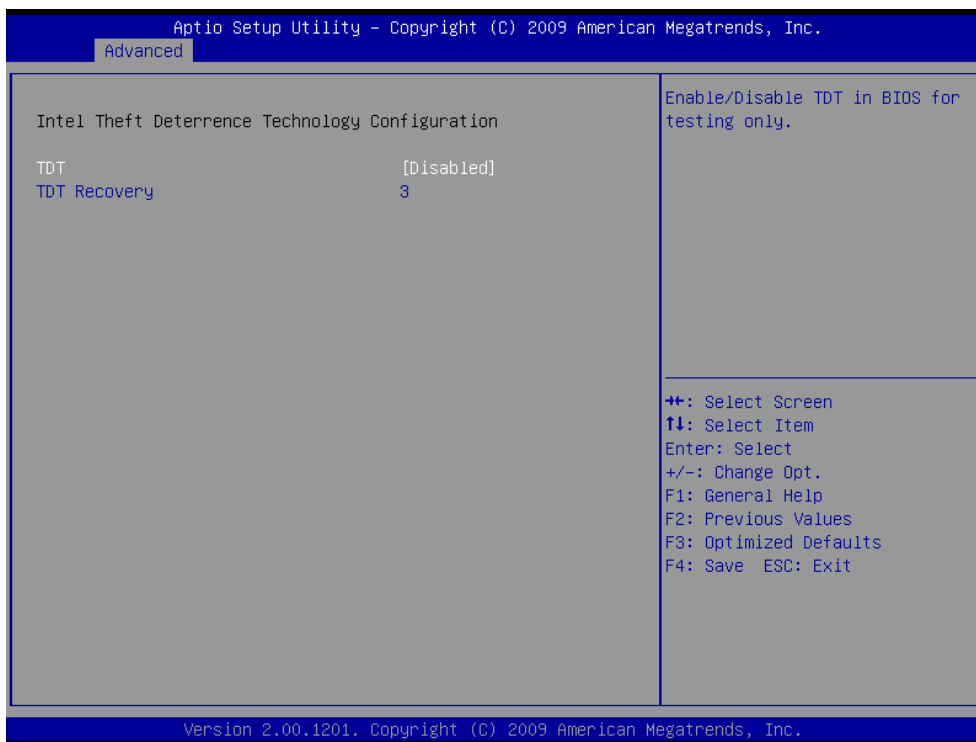 Aptio Setup Utility – Copyright (C) 2009 American Megatrends, Inc.
Advanced
Intel Theft Deterrence Technology Configuration
TDT [Disabled]
TDT Recovery 3
Enable/Disable TDT in BIOS for
testing only.
→←: Select Screen
↑↓: Select Item
Enter: Select
+/-: Change Opt.
F1: General Help
F2: Previous Values
F3: Optimized Defaults
F4: Save ESC: Exit
Version 2.00.1201. Copyright (C) 2009 American Megatrends, Inc.